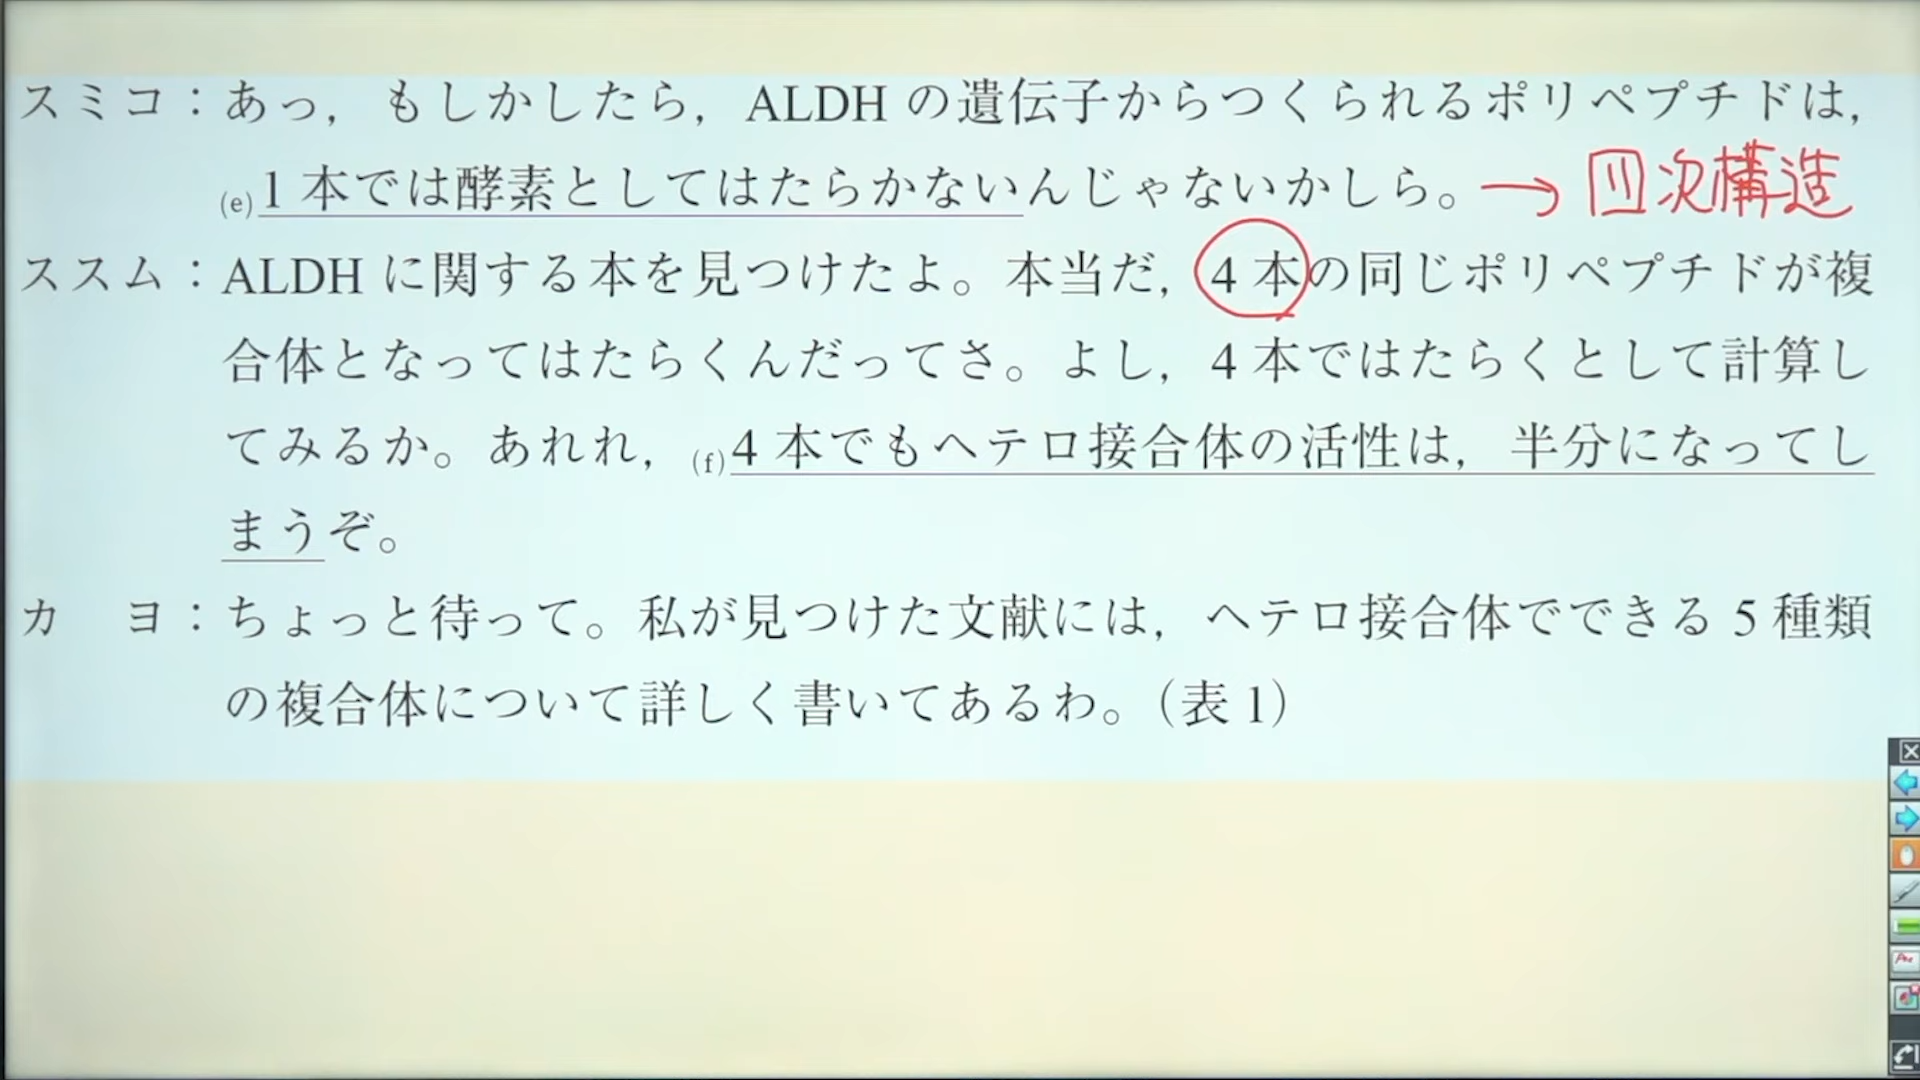 スミコ：あっ，もしかしたら，ALDHの遺伝子からつくられるポリペプチドは，
(e)1本では酵素としてはたらかないんじゃないかしら。→四次構造
ススム：ALDHに関する本を見つけたよ。本当だ，4本の同じポリペプチドが複
合体となってはたらくんだってさ。よし，4本ではたらくとして計算し
てみるか。あれれ，(f)4本でもヘテロ接合体の活性は，半分になってし
まうぞ。
カ　ヨ：ちょっと待って。私が見つけた文献には，ヘテロ接合体でできる5種類
の複合体について詳しく書いてあるわ。（表1）